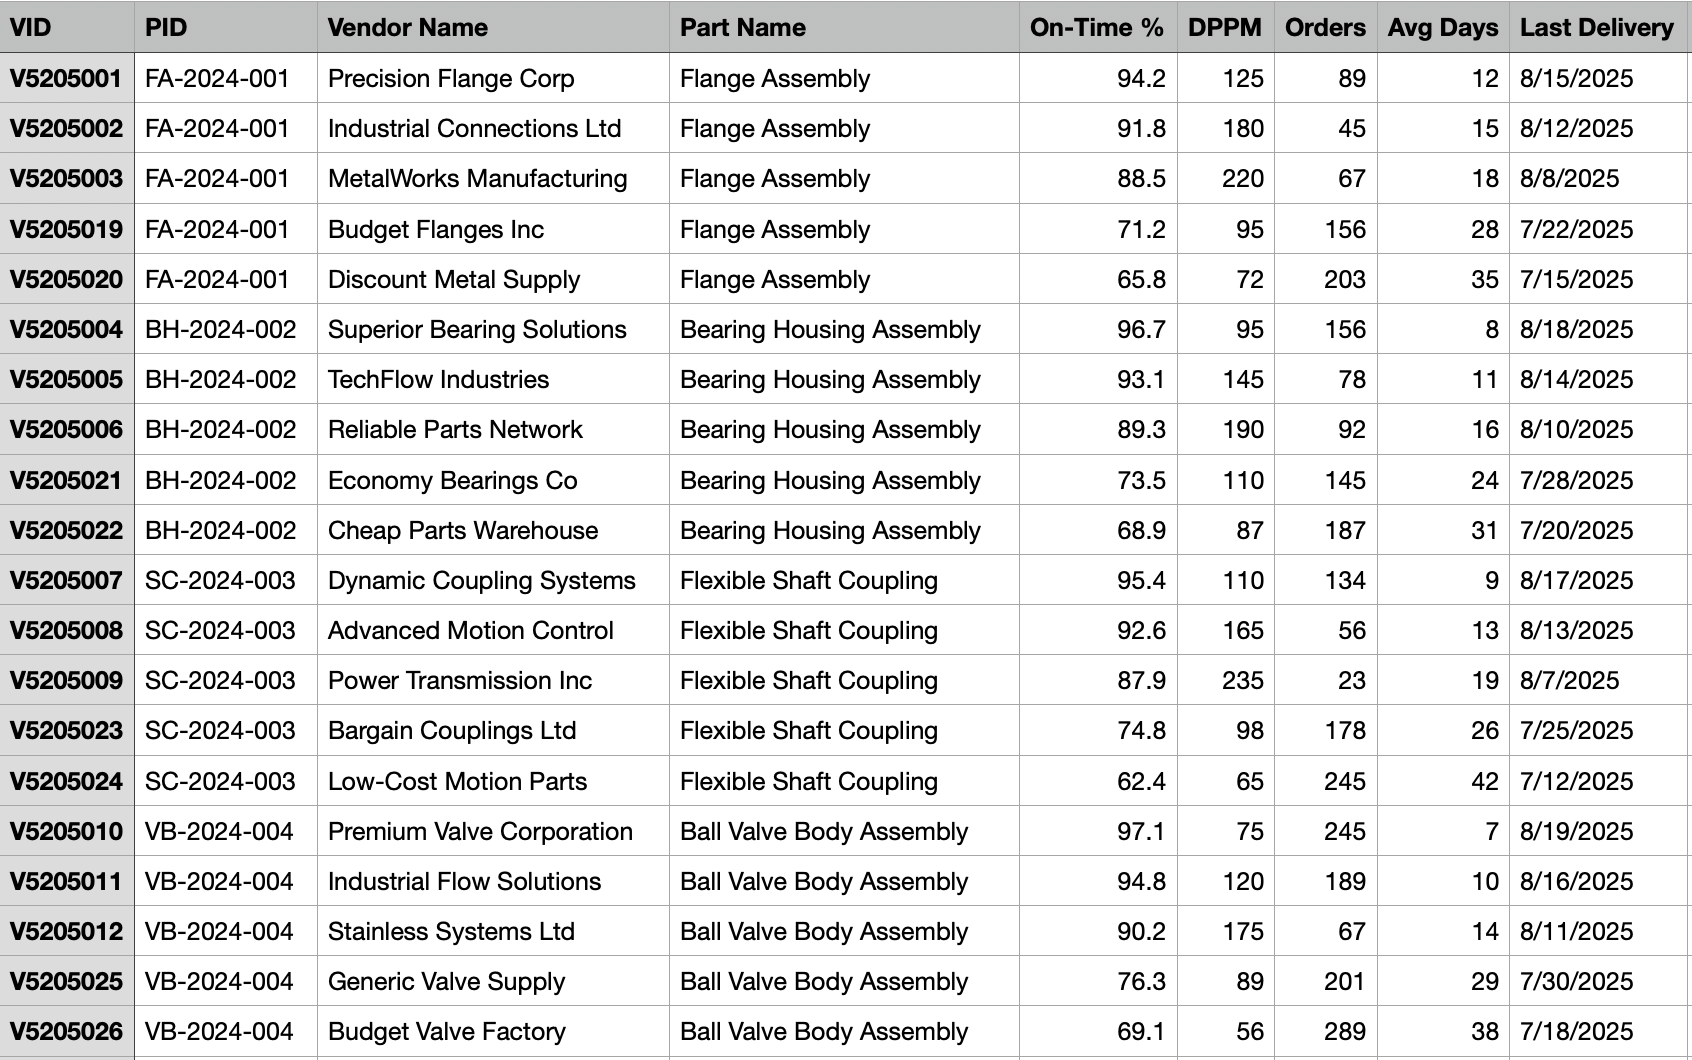 VID PID Vendor Name Part Name On-Time % DPPM Orders Avg Days Last Delivery
V5205001 FA-2024-001 Precision Flange Corp Flange Assembly 94.2 125 89 12 8/15/2025
V5205002 FA-2024-001 Industrial Connections Ltd Flange Assembly 91.8 180 45 15 8/12/2025
V5205003 FA-2024-001 MetalWorks Manufacturing Flange Assembly 88.5 220 67 18 8/8/2025
V5205019 FA-2024-001 Budget Flanges Inc Flange Assembly 71.2 95 156 28 7/22/2025
V5205020 FA-2024-001 Discount Metal Supply Flange Assembly 65.8 72 203 35 7/15/2025
V5205004 BH-2024-002 Superior Bearing Solutions Bearing Housing Assembly 96.7 95 156 8 8/18/2025
V5205005 BH-2024-002 TechFlow Industries Bearing Housing Assembly 93.1 145 78 11 8/14/2025
V5205006 BH-2024-002 Reliable Parts Network Bearing Housing Assembly 89.3 190 92 16 8/10/2025
V5205021 BH-2024-002 Economy Bearings Co Bearing Housing Assembly 73.5 110 145 24 7/28/2025
V5205022 BH-2024-002 Cheap Parts Warehouse Bearing Housing Assembly 68.9 87 187 31 7/20/2025
V5205007 SC-2024-003 Dynamic Coupling Systems Flexible Shaft Coupling 95.4 110 134 9 8/17/2025
V5205008 SC-2024-003 Advanced Motion Control Flexible Shaft Coupling 92.6 165 56 13 8/13/2025
V5205009 SC-2024-003 Power Transmission Inc Flexible Shaft Coupling 87.9 235 23 19 8/7/2025
V5205023 SC-2024-003 Bargain Couplings Ltd Flexible Shaft Coupling 74.8 98 178 26 7/25/2025
V5205024 SC-2024-003 Low-Cost Motion Parts Flexible Shaft Coupling 62.4 65 245 42 7/12/2025
V5205010 VB-2024-004 Premium Valve Corporation Ball Valve Body Assembly 97.1 75 245 7 8/19/2025
V5205011 VB-2024-004 Industrial Flow Solutions Ball Valve Body Assembly 94.8 120 189 10 8/16/2025
V5205012 VB-2024-004 Stainless Systems Ltd Ball Valve Body Assembly 90.2 175 67 14 8/11/2025
V5205025 VB-2024-004 Generic Valve Supply Ball Valve Body Assembly 76.3 89 201 29 7/30/2025
V5205026 VB-2024-004 Budget Valve Factory Ball Valve Body Assembly 69.1 56 289 38 7/18/2025